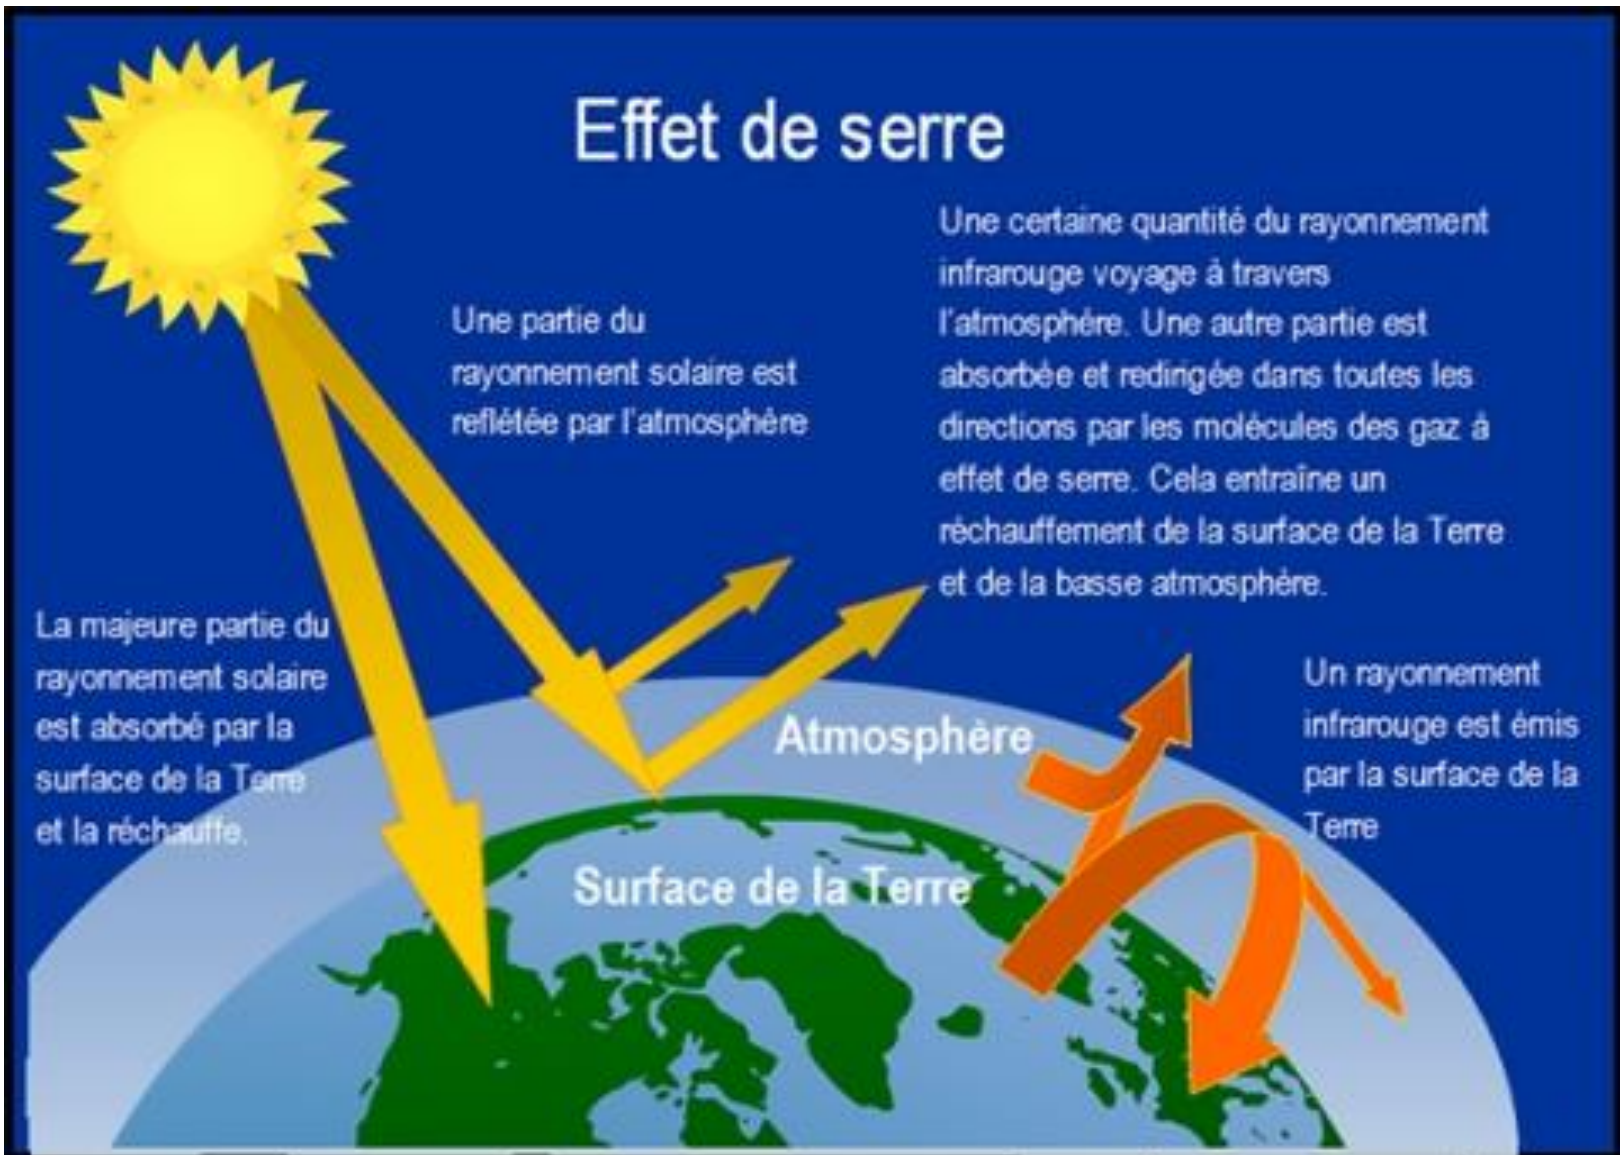 Effet de serre
Une partie du
rayonnement solaire est
reflétée par l'atmosphère
Une certaine quantité du rayonnement
infrarouge voyage à travers
l'atmosphère. Une autre partie est
absorbée et redirigée dans toutes les
directions par les molécules des gaz à
effet de serre. Cela entraîne un
réchauffement de la surface de la Terre
et de la basse atmosphère.
La majeure partie du
rayonnement solaire
est absorbé par la
surface de la Terre
et la réchauffe.
Un rayonnement
infrarouge est émis
par la surface de la
Terre
Atmosphère
Surface de la Terre